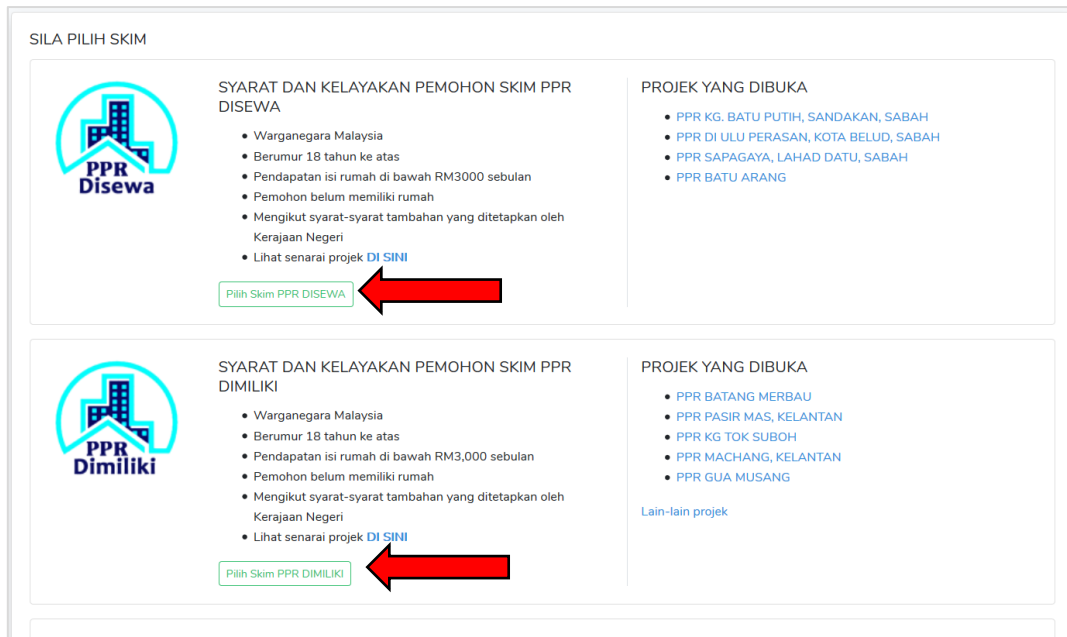 SILA PILIH SKIM
PPR
Disewa
SYARAT DAN KELAYAKAN PEMOHON SKIM PPR
DISEWA
Warganegara Malaysia
Berumur 18 tahun ke atas
Pendapatan isi rumah di bawah RM3000 sebulan
Pemohon belum memiliki rumah
Mengikut syarat-syarat tambahan yang ditetapkan oleh
Kerajaan Negeri
Lihat senarai projek DI SINI
Pilih Skim PPR DISEWA
PROJEK YANG DIBUKA
PPR KG. BATU PUTIH, SANDAKAN, SABAH
PPR DI ULU PERASAN, KOTA BELUD, SABAH
PPR SAPAGAYA, LAHAD DATU, SABAH
PPR BATU ARANG
PPR
Dimiliki
SYARAT DAN KELAYAKAN PEMOHON SKIM PPR
DIMILIKI
Warganegara Malaysia
Berumur 18 tahun ke atas
Pendapatan isi rumah di bawah RM3,000 sebulan
Pemohon belum memiliki rumah
Mengikut syarat-syarat tambahan yang ditetapkan oleh
Kerajaan Negeri
Lihat senarai projek DI SINI
Pilih Skim PPR DIMILIKI
PROJEK YANG DIBUKA
PPR BATANG MERBAU
PPR PASIR MAS, KELANTAN
PPR KG TOK SUBOH
PPR MACHANG, KELANTAN
PPR GUA MUSANG
Lain-lain projek